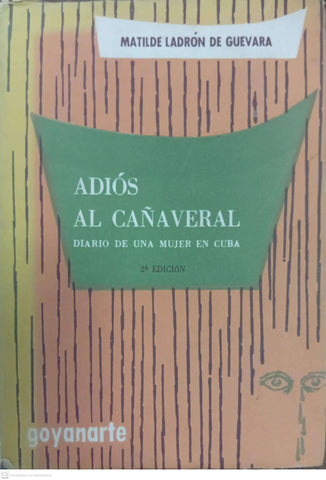 MATILDE LADRÓN DE GUEVARA
ADIÓS
AL CAÑAVERAL
DIARIO DE UNA MUJER EN CUBA
2ª EDICIÓN
goyanarte